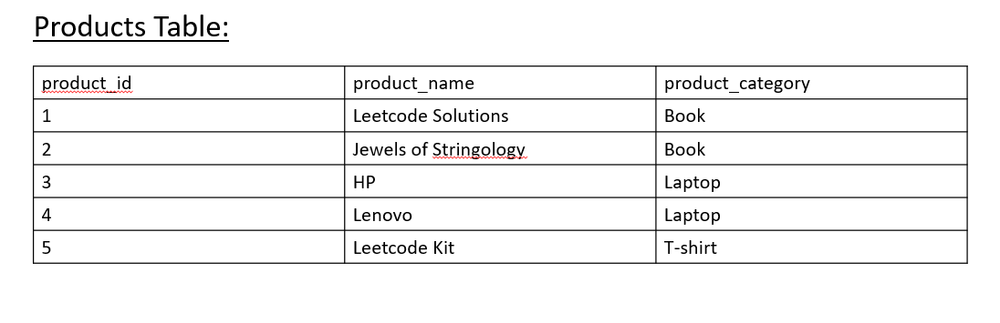 Products Table:
product_id product_name product_category
1 Leetcode Solutions Book
2 Jewels of Stringology Book
3 HP Laptop
4 Lenovo Laptop
5 Leetcode Kit T-shirt